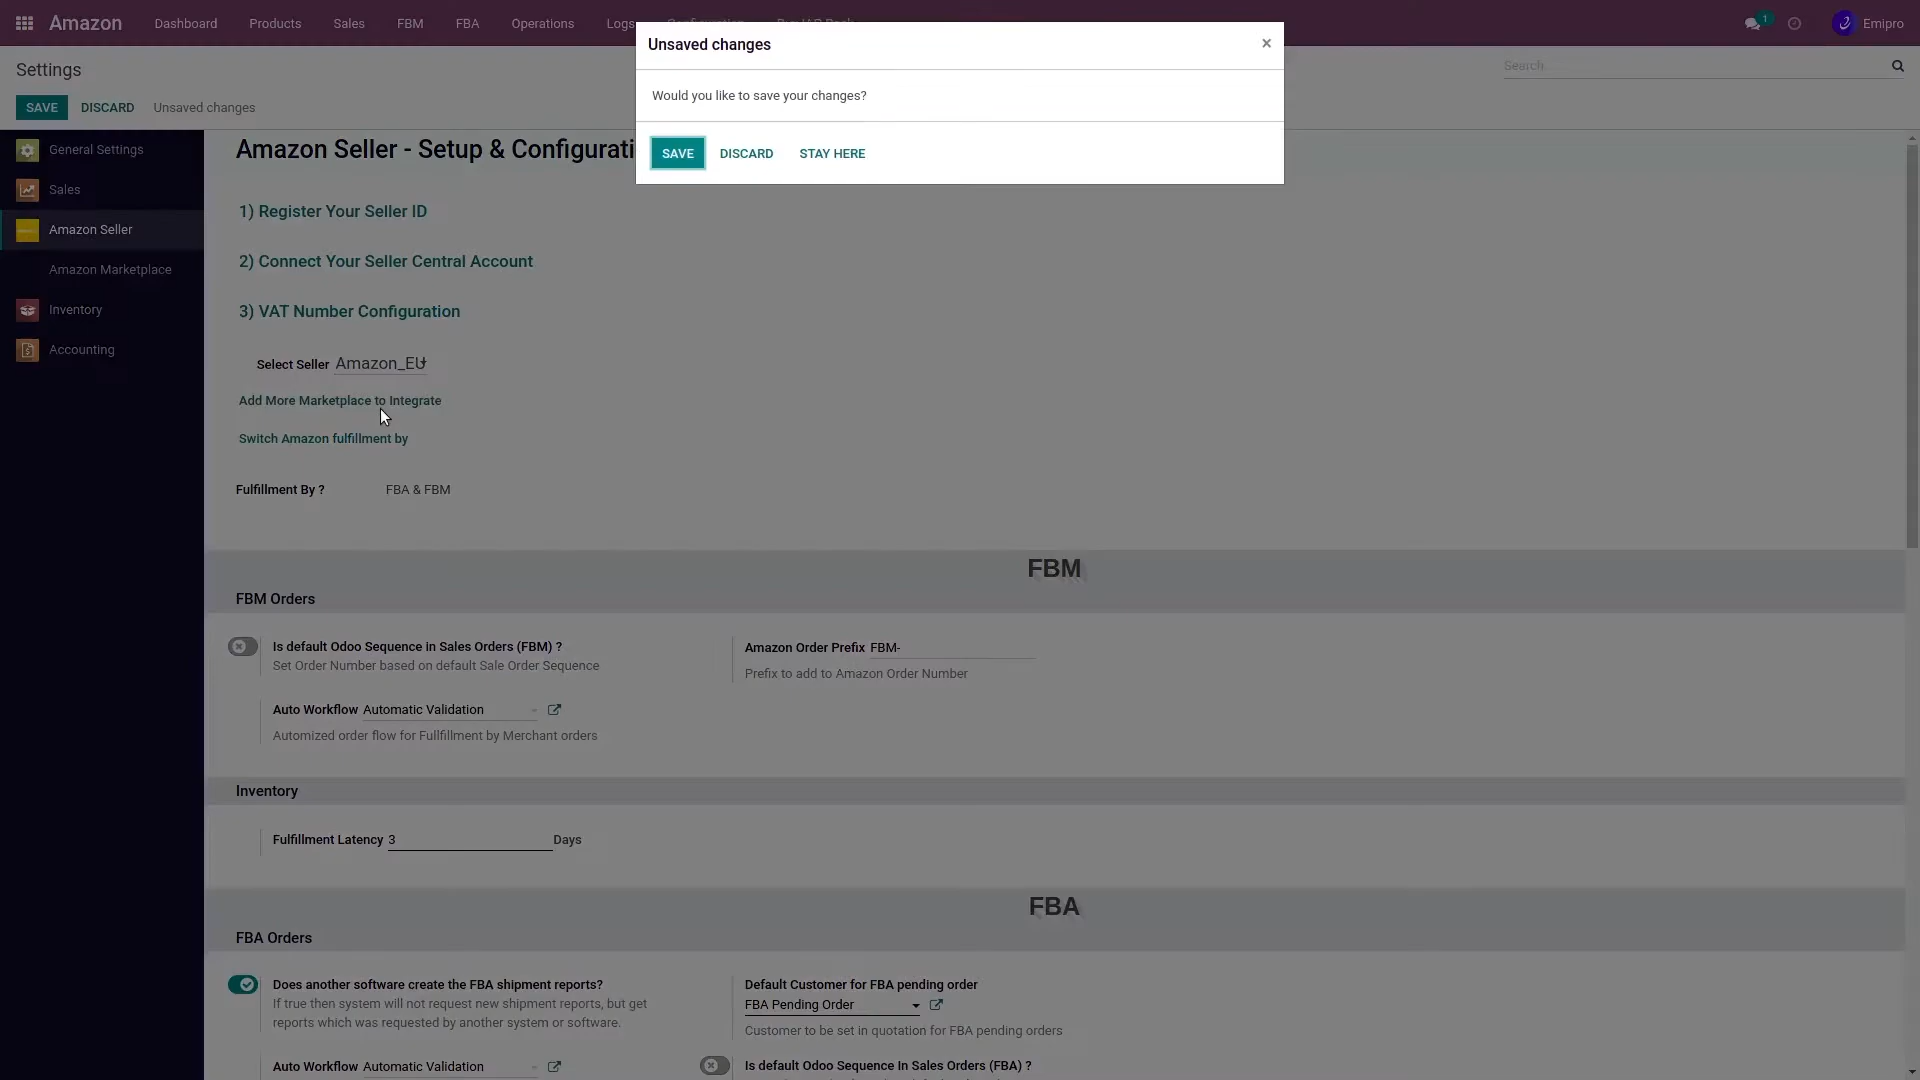 Amazon Dashboard Products Sales FBM FBA Operations Logs Configuration 1 Emipro
Unsaved changes ×
Settings
Search...
SAVE DISCARD Unsaved changes
Would you like to save your changes?
SAVE DISCARD STAY HERE
General Settings
Sales
Amazon Seller
Amazon Marketplace
Inventory
Accounting
Amazon Seller - Setup & Configurati
1) Register Your Seller ID
2) Connect Your Seller Central Account
3) VAT Number Configuration
Select Seller Amazon_EU
Add More Marketplace to Integrate
Switch Amazon fulfillment by
Fulfillment By ? FBA & FBM
FBM
FBM Orders
Is default Odoo Sequence in Sales Orders (FBM) ?
Set Order Number based on default Sale Order Sequence
Amazon Order Prefix FBM-
Prefix to add to Amazon Order Number
Auto Workflow Automatic Validation
Automized order flow for Fullfillment by Merchant orders
Inventory
Fulfillment Latency 3 Days
FBA
FBA Orders
Does another software create the FBA shipment reports?
If true then system will not request new shipment reports, but get
reports which was requested by another system or software.
Default Customer for FBA pending order
FBA Pending Order
Customer to be set in quotation for FBA pending orders
Auto Workflow Automatic Validation
Is default Odoo Sequence In Sales Orders (FBA) ?